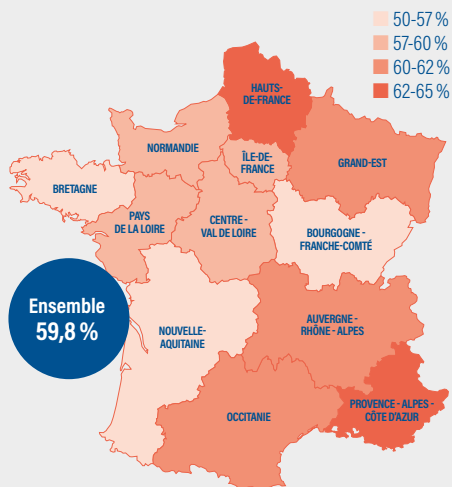 50-57 %
57-60 %
60-62 %
62-65 %
HAUTS-
DE-FRANCE
NORMANDIE
ÎLE-DE-
FRANCE
GRAND-EST
BRETAGNE
PAYS
DE LA LOIRE
CENTRE -
VAL DE LOIRE
BOURGOGNE -
FRANCHE-COMTÉ
Ensemble
59,8 %
NOUVELLE-
AQUITAINE
AUVERGNE -
RHÔNE - ALPES
OCCITANIE
PROVENCE - ALPES -
CÔTE D'AZUR